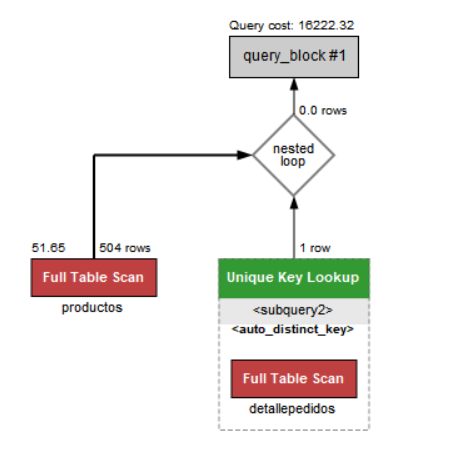 Query cost: 16222.32
query_block #1
0.0 rows
nested
loop
51.65 504 rows
1 row
Full Table Scan
Unique Key Lookup
productos
<subquery2>
<auto_distinct_key>
Full Table Scan
detallepedidos